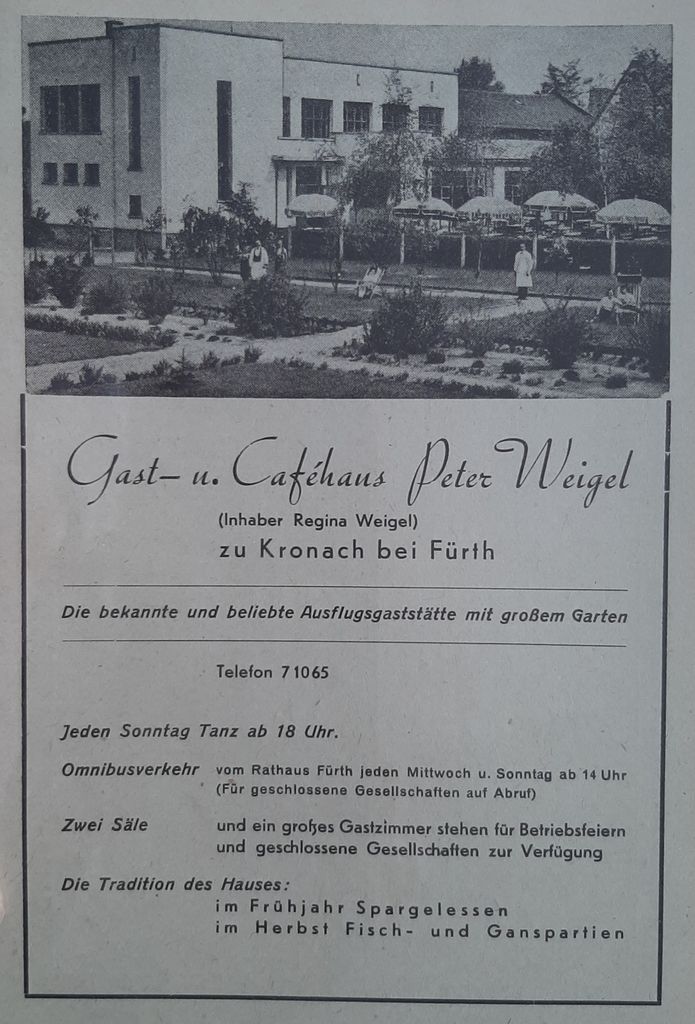 Gast- u. Caféhaus Peter Weigel
(Inhaber Regina Weigel)
zu Kronach bei Fürth
Die bekannte und beliebte Ausflugsgaststätte mit großem Garten
Telefon 71065
Jeden Sonntag Tanz ab 18 Uhr.
Omnibusverkehr vom Rathaus Fürth jeden Mittwoch u. Sonntag ab 14 Uhr
(Für geschlossene Gesellschaften auf Abruf)
Zwei Säle und ein großes Gastzimmer stehen für Betriebsfeiern
und geschlossene Gesellschaften zur Verfügung
Die Tradition des Hauses:
im Frühjahr Spargelessen
im Herbst Fisch- und Ganspartien